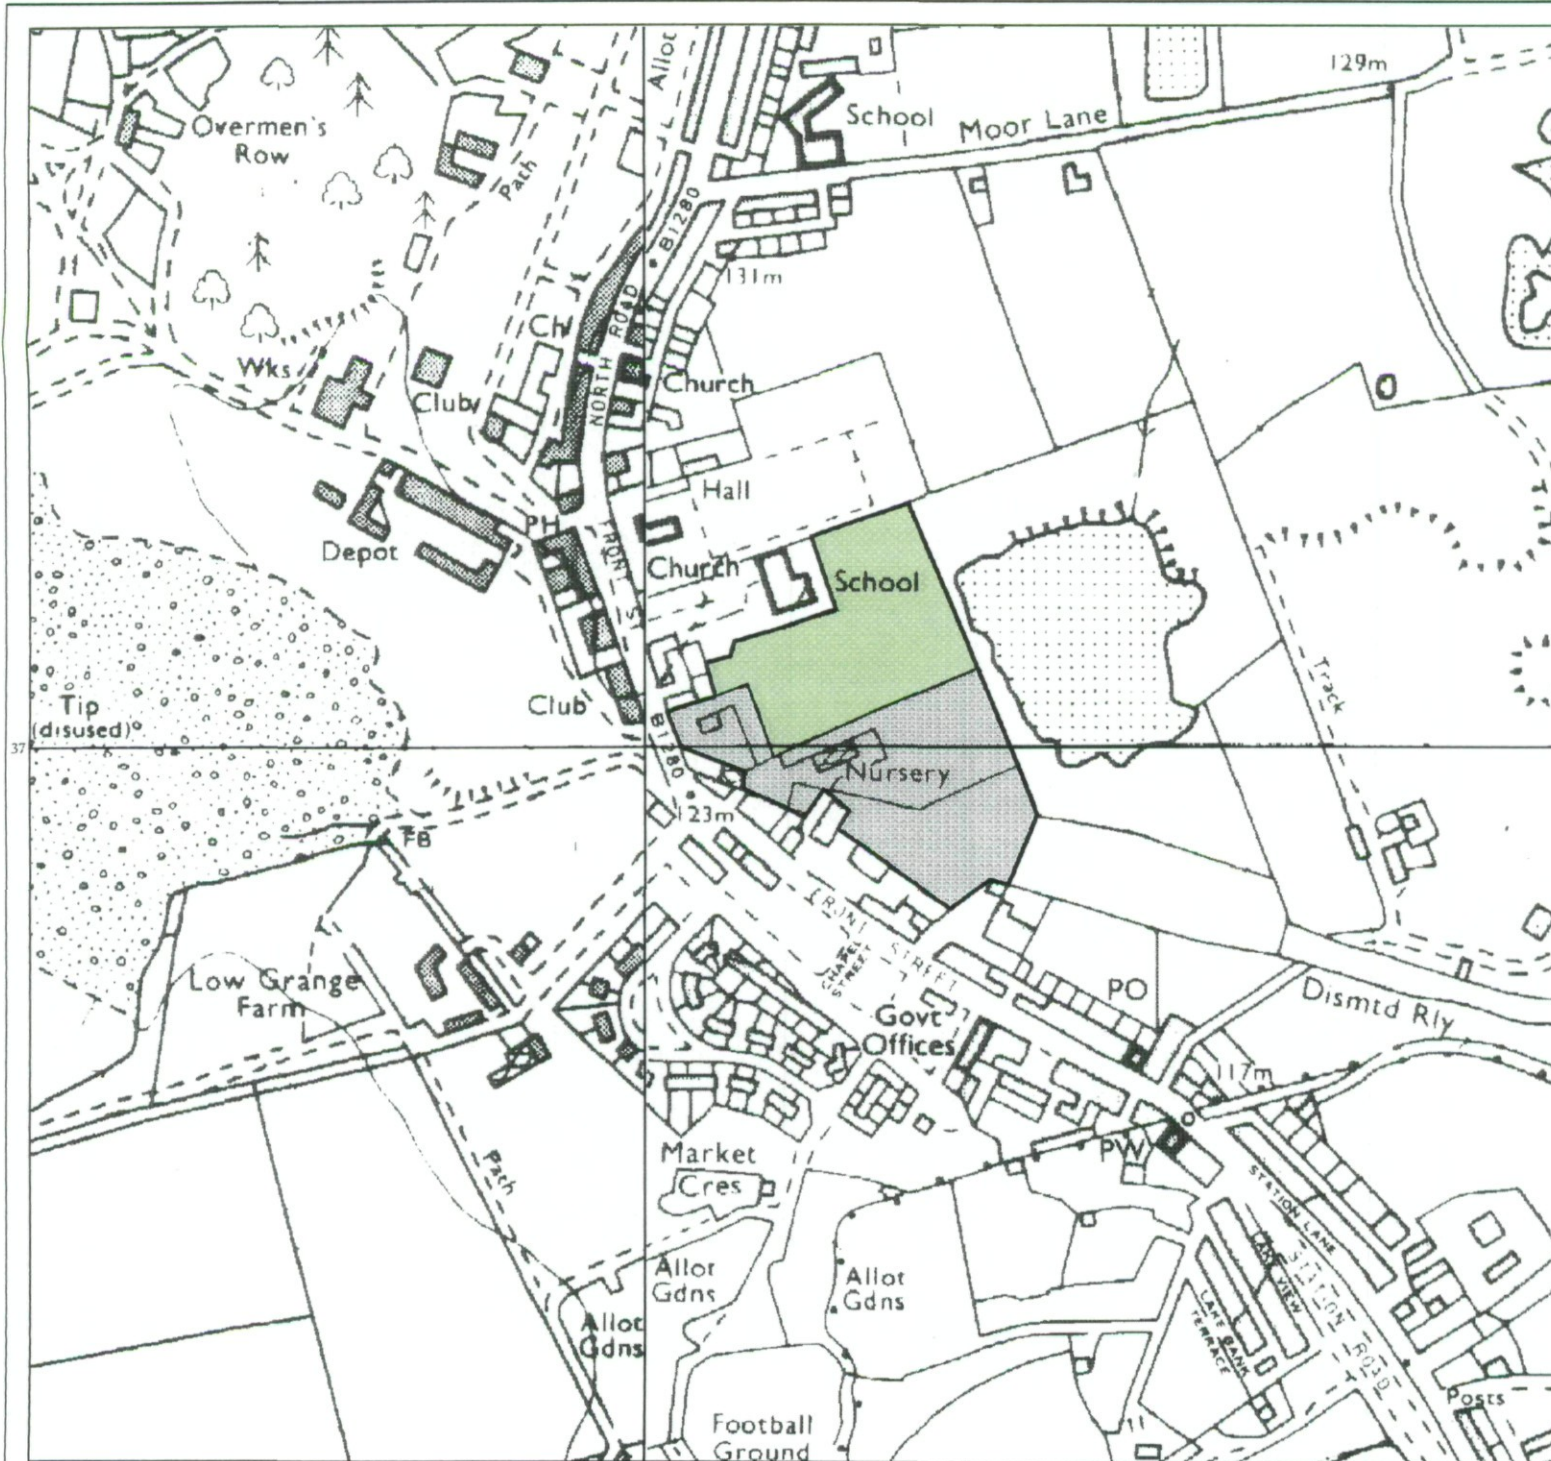 Allot
129m
School
Moor Lane
Overmen's
Row
Path
B1280
131m
Ch
NORTH ROAD
Wks
Club
Church
Hall
PH
FRONT S
Depot
Church
School
Track
Tip
(disused)
Club
B1280
37
Nursery
123m
FB
FRONT STREET
CHAPEL
STREET
Low Grange
Farm
PO
Govt
Offices
Dismtd Rly
117m
Path
Market
Cres
PW
STATION LANE
Allot
Gdns
Allot
Gdns
LAKE VIEW
STATION ROAD
LAKE BANK
TERRACE
Allot
Gdns
Posts
Football
Ground
11